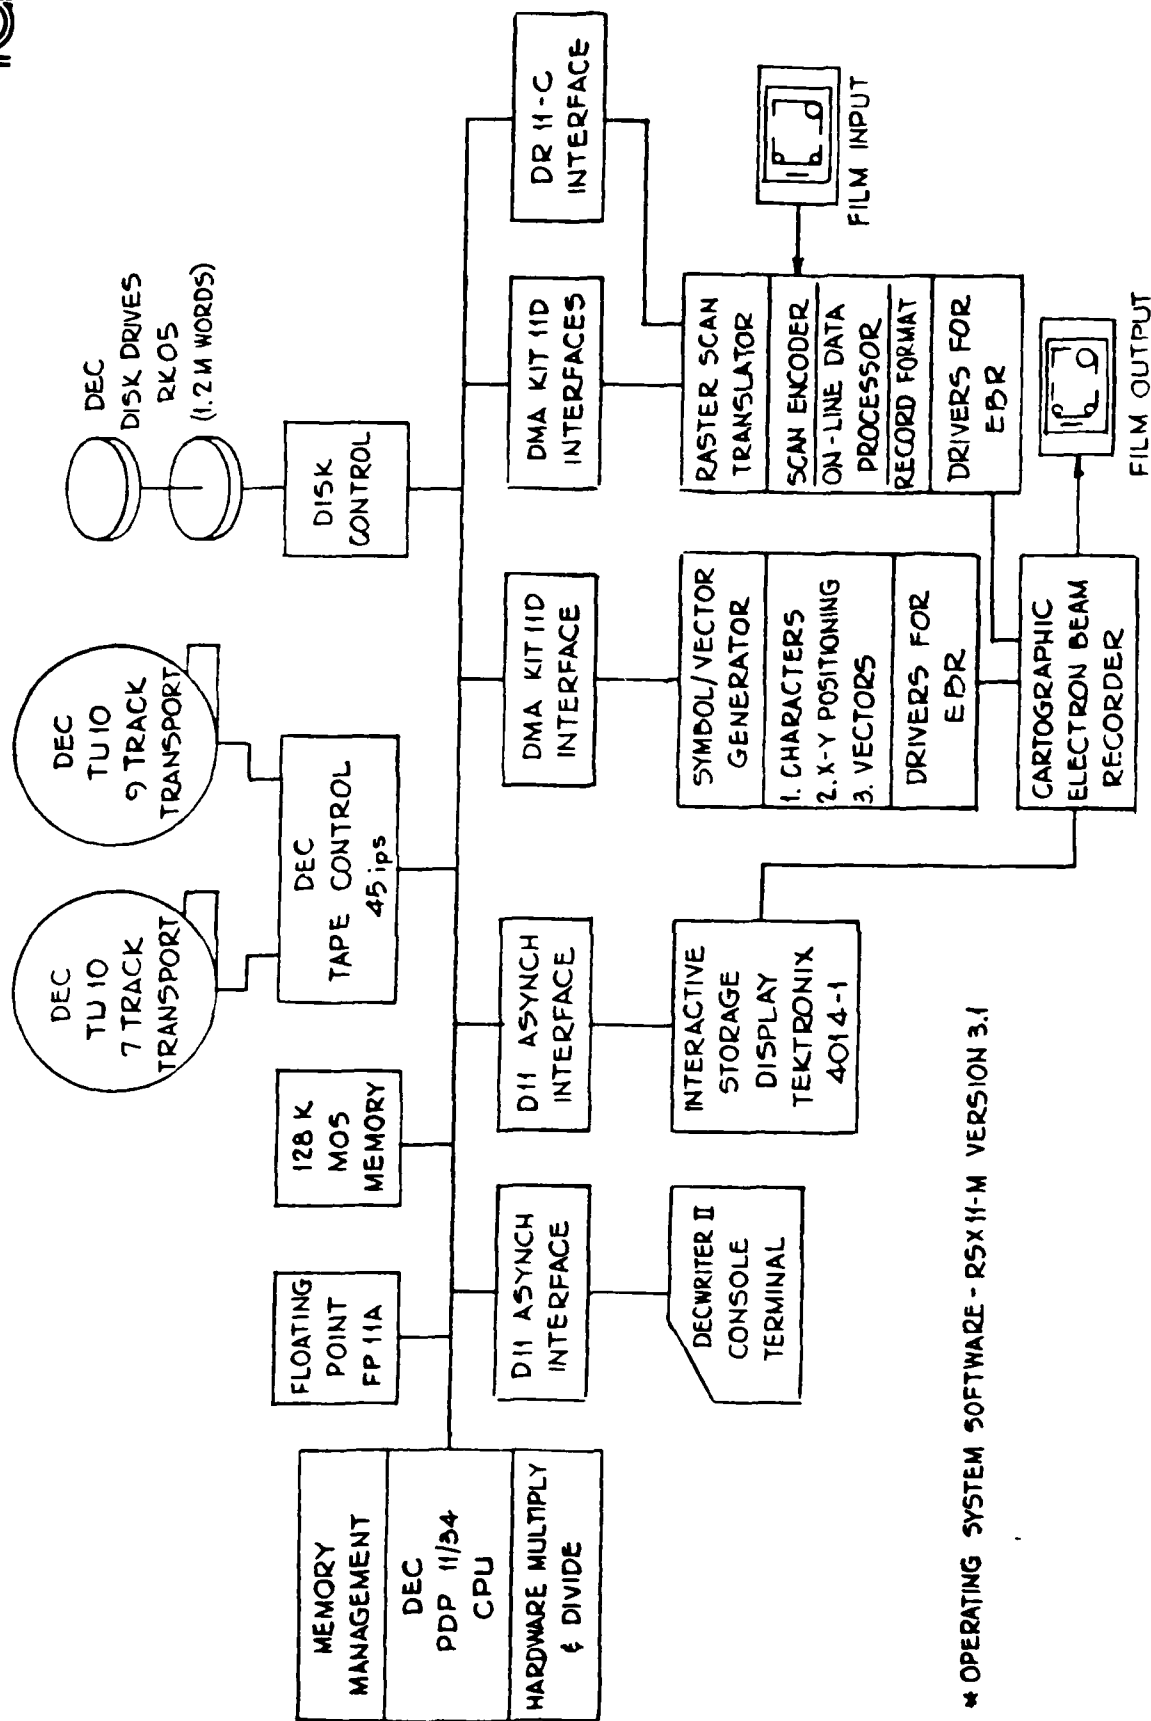 MEMORY
MANAGEMENT
DEC
PDP 11/34
CPU
HARDWARE MULTIPLY
& DIVIDE
FLOATING
POINT
FP 11A
128 K
MOS
MEMORY
DEC
TU10
7 TRACK
TRANSPORT
DEC
TU10
9 TRACK
TRANSPORT
DEC
TAPE CONTROL
45 ips
DEC
DISK DRIVES
RK05
(1.2 M WORDS)
DISK
CONTROL
D11 ASYNCH
INTERFACE
D11 ASYNCH
INTERFACE
DMA KIT 11D
INTERFACE
DMA KIT 11D
INTERFACES
DR 11-C
INTERFACE
DECWRITER II
CONSOLE
TERMINAL
INTERACTIVE
STORAGE
DISPLAY
TEKTRONIX
4014-1
SYMBOL/VECTOR
GENERATOR
1. CHARACTERS
2. X-Y POSITIONING
3. VECTORS
DRIVERS FOR
EBR
RASTER SCAN
TRANSLATOR
SCAN ENCODER
ON-LINE DATA
PROCESSOR
RECORD FORMAT
DRIVERS FOR
EBR
FILM INPUT
CARTOGRAPHIC
ELECTRON BEAM
RECORDER
FILM OUTPUT
* OPERATING SYSTEM SOFTWARE - RSX 11-M VERSION 3.1